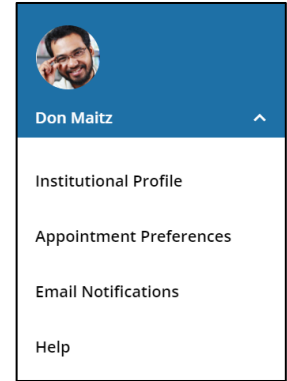 Don Maitz
Institutional Profile
Appointment Preferences
Email Notifications
Help